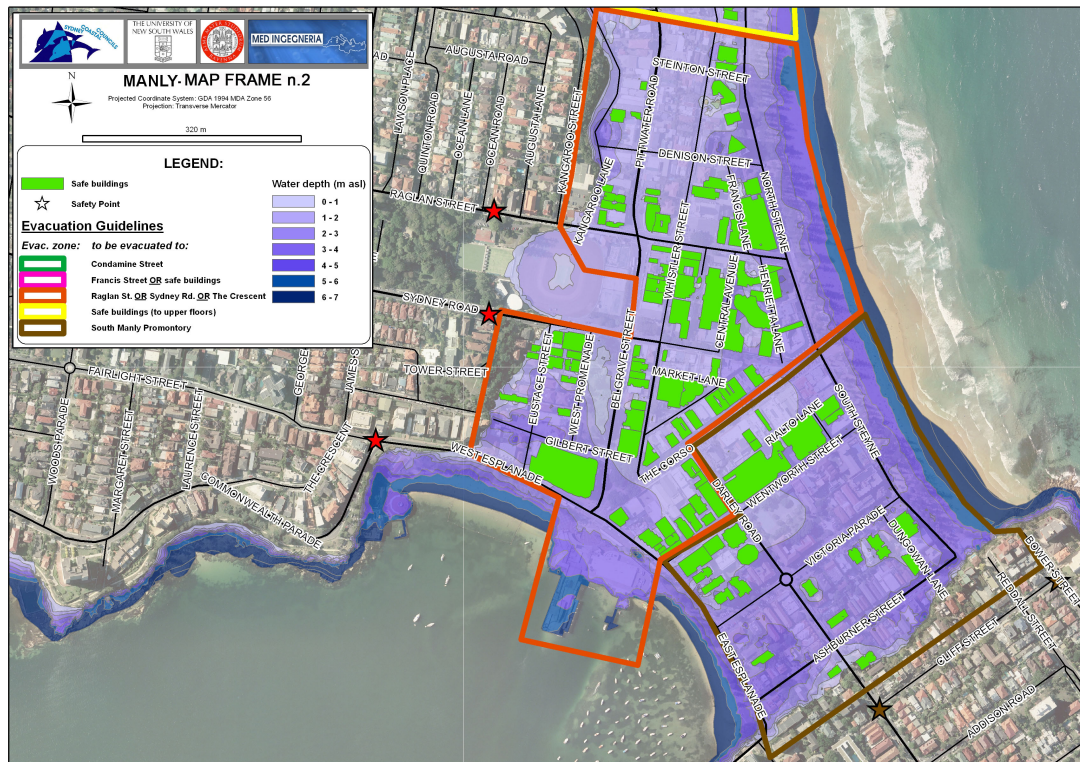 SYDNEY
COASTAL
COUNCILS
THE UNIVERSITY OF
NEW SOUTH WALES
MED INGEGNERIA
N
MANLY- MAP FRAME n.2
Projected Coordinate System: GDA 1994 MDA Zone 56
Projection: Transverse Mercator
320 m
LEGEND:
Safe buildings
Safety Point
Evacuation Guidelines
Evac. zone: to be evacuated to:
Condamine Street
Francis Street OR safe buildings
Raglan St. OR Sydney Rd. OR The Crescent
Safe buildings (to upper floors)
South Manly Promontory
Water depth (m asl)
0 - 1
1 - 2
2 - 3
3 - 4
4 - 5
5 - 6
6 - 7
AD
LAWSON PLACE
QUINTON ROAD
OCEAN LANE
OCEAN ROAD
AUGUSTA ROAD
AUGUSTA LANE
KANGAROO STREET
KANGAROO LANE
PITTWATER ROAD
STEINTON STREET
DENISON STREET
RAGLAN STREET
WHISTLER STREET
FRANCIS LANE
NORTH STEYNE
CENTRAL AVENUE
HENRIETTA LANE
SYDNEY ROAD
TOWER STREET
EUSTACE STREET
WEST PROMENADE
BELGRAVE STREET
MARKET LANE
GILBERT STREET
THE CORSO
WEST ESPLANADE
FAIRLIGHT STREET
GEORGE
JAMES S
WOODS PARADE
MARGARET STREET
LAURENCE STREET
THE CRESCENT
COMMONWEALTH PARADE
RIALTO LANE
SOUTH STEYNE
WENTWORTH STREET
DARLEY ROAD
VICTORIA PARADE
DUNGOWAN LANE
ASHBURNER STREET
EAST ESPLANADE
BOWER STREET
REDDALL STREET
CLIFF STREET
ADDISON ROAD